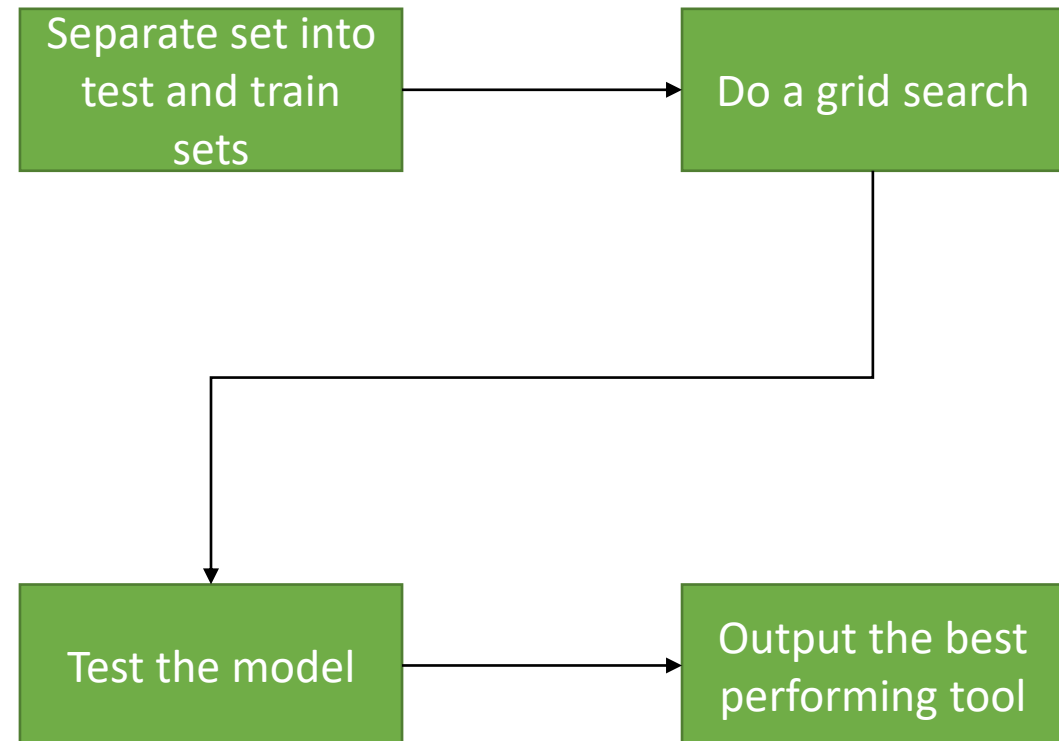 Separate set into
test and train
sets
Do a grid search
Test the model
Output the best
performing tool